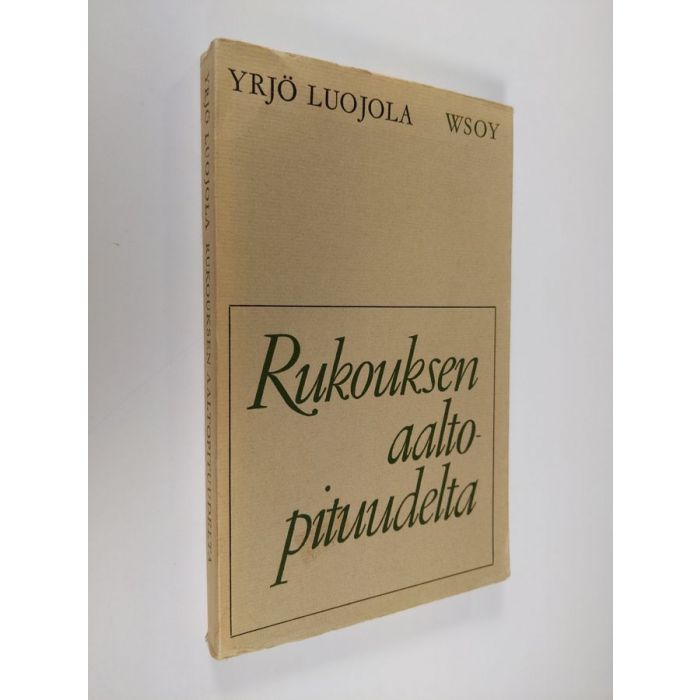 YRJÖ LUOJOLA WSOY
Rukouksen
aalto-
pituudelta
YRJÖ LUOJOLA RUKOUKSEN AALTOPITUUDELTA